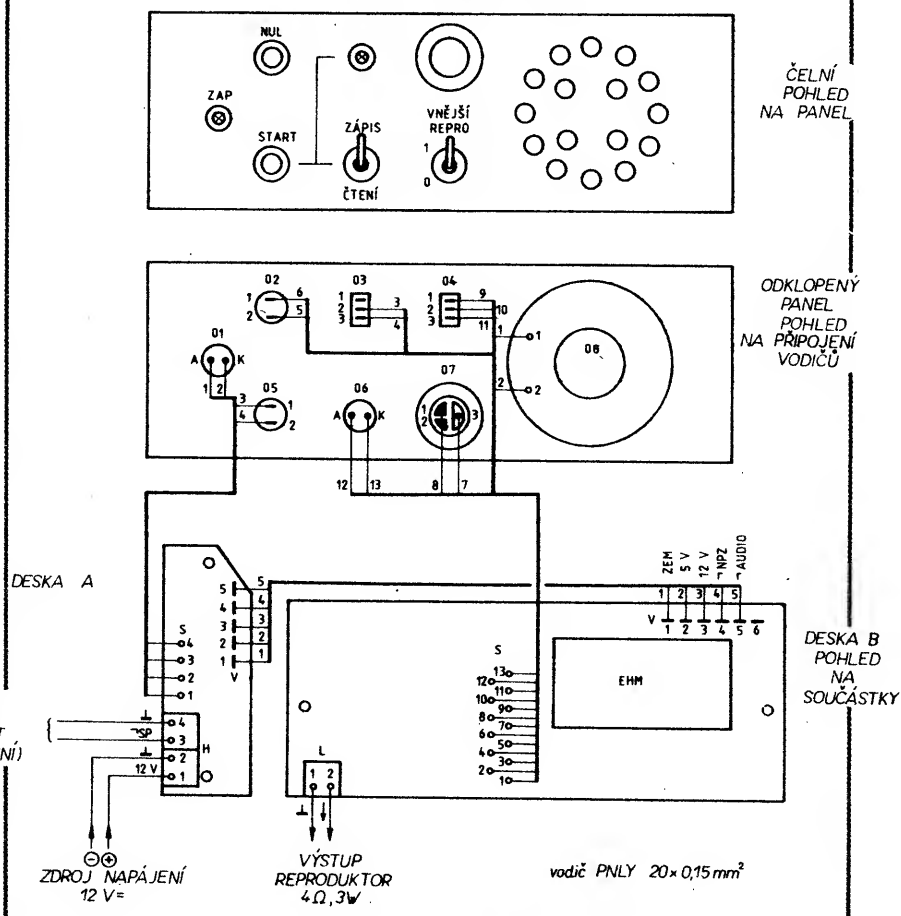 NUL
ZAP
START
ZÁPIS
ČTENÍ
VNĚJŠÍ
REPRO
1
0
ČELNÍ
POHLED
NA PANEL
01
A K
1 2
02
1 6
2 5
03
1
2 3
3 4
04
1 9
2 10
3 11
1 1
2 2
08
05
3 1
4 2
06
A K
12 13
07
1 3
2
8 7
ODKLOPENÝ
PANEL
POHLED
NA PŘIPOJENÍ
VODIČŮ
DESKA A
S
4
3
2
1
5 5
4 4
3 3
2 2
1 1
V
⊥ 4
¬SP 3
H
⊥ 2
12 V 1
NÍ)
⊖ ⊕
ZDROJ NAPÁJENÍ
12 V=
ZEM
5 V
12 V
¬NPZ
¬AUDIO
1 2 3 4 5
V
1 2 3 4 5 6
EHM
S
13
12
11
10
9
8
7
6
5
4
3
2
1
L
1 2
VÝSTUP
REPRODUKTOR
4Ω, 3W
DESKA B
POHLED
NA
SOUČÁSTKY
vodič PNLY 20×0,15 mm²